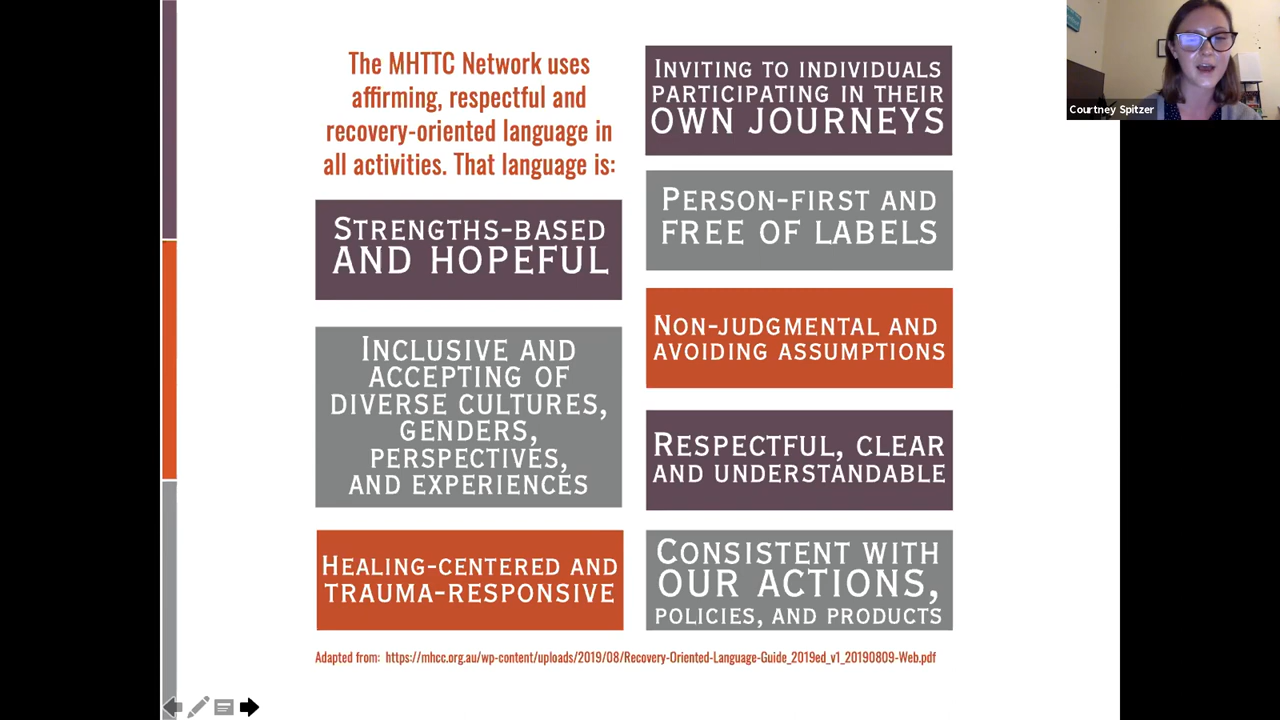 The MHTTC Network uses
affirming, respectful and
recovery-oriented language in
all activities. That language is:
STRENGTHS-BASED
AND HOPEFUL
INCLUSIVE AND
ACCEPTING OF
DIVERSE CULTURES,
GENDERS,
PERSPECTIVES,
AND EXPERIENCES
HEALING-CENTERED AND
TRAUMA-RESPONSIVE
INVITING TO INDIVIDUALS
PARTICIPATING IN THEIR
OWN JOURNEYS
PERSON-FIRST AND
FREE OF LABELS
NON-JUDGMENTAL AND
AVOIDING ASSUMPTIONS
RESPECTFUL, CLEAR
AND UNDERSTANDABLE
CONSISTENT WITH
OUR ACTIONS,
POLICIES, AND PRODUCTS
Adapted from: https://mhcc.org.au/wp-content/uploads/2019/08/Recovery-Oriented-Language-Guide_2019ed_v1_20190809-Web.pdf
Courtney Spitzer